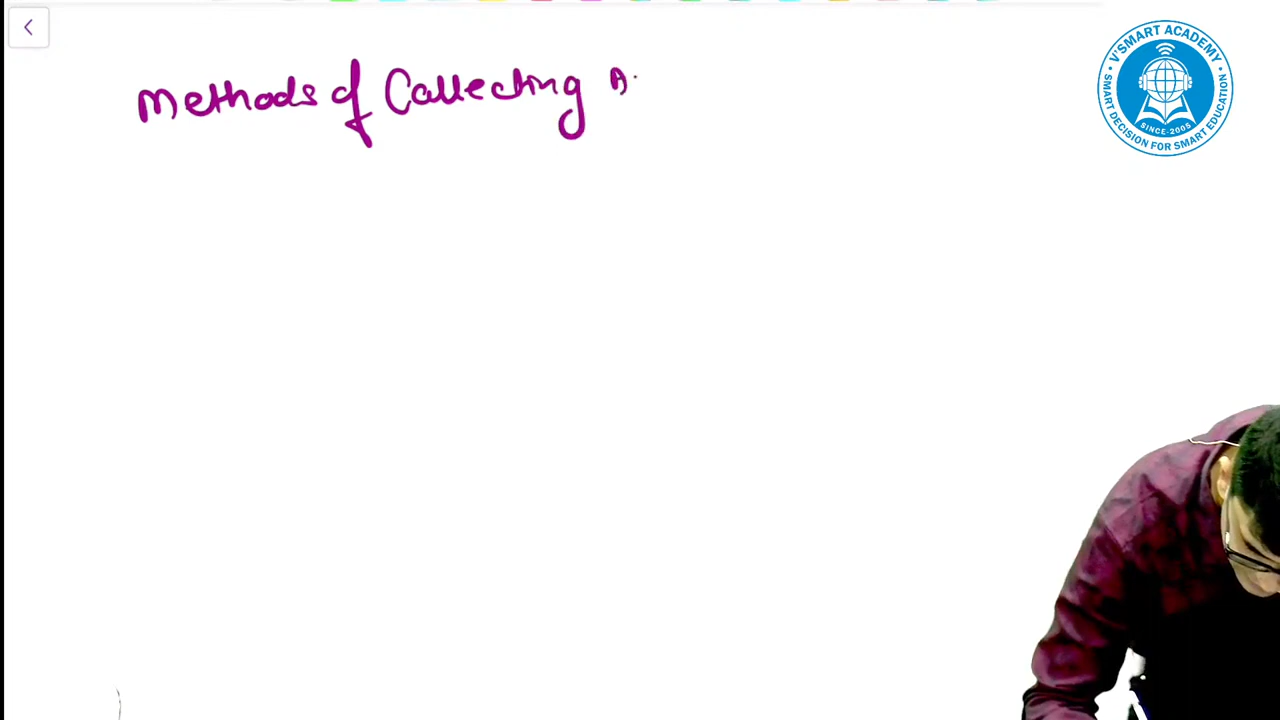 Methods of Collecting A
V'SMART ACADEMY
SINCE-2005
SMART DECISION FOR SMART EDUCATION